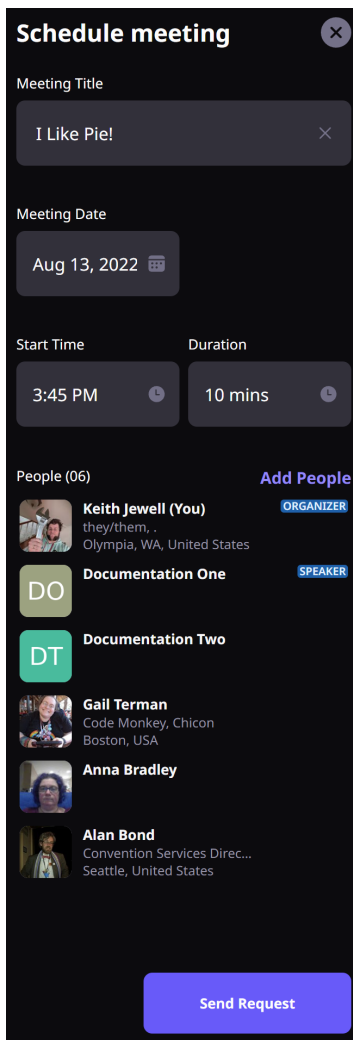 Schedule meeting
Meeting Title
I Like Pie!
Meeting Date
Aug 13, 2022
Start Time
Duration
3:45 PM
10 mins
People (06)
Add People
Keith Jewell (You)
ORGANIZER
they/them, .
Olympia, WA, United States
DO
Documentation One
SPEAKER
DT
Documentation Two
Gail Terman
Code Monkey, Chicon
Boston, USA
Anna Bradley
Alan Bond
Convention Services Direc...
Seattle, United States
Send Request